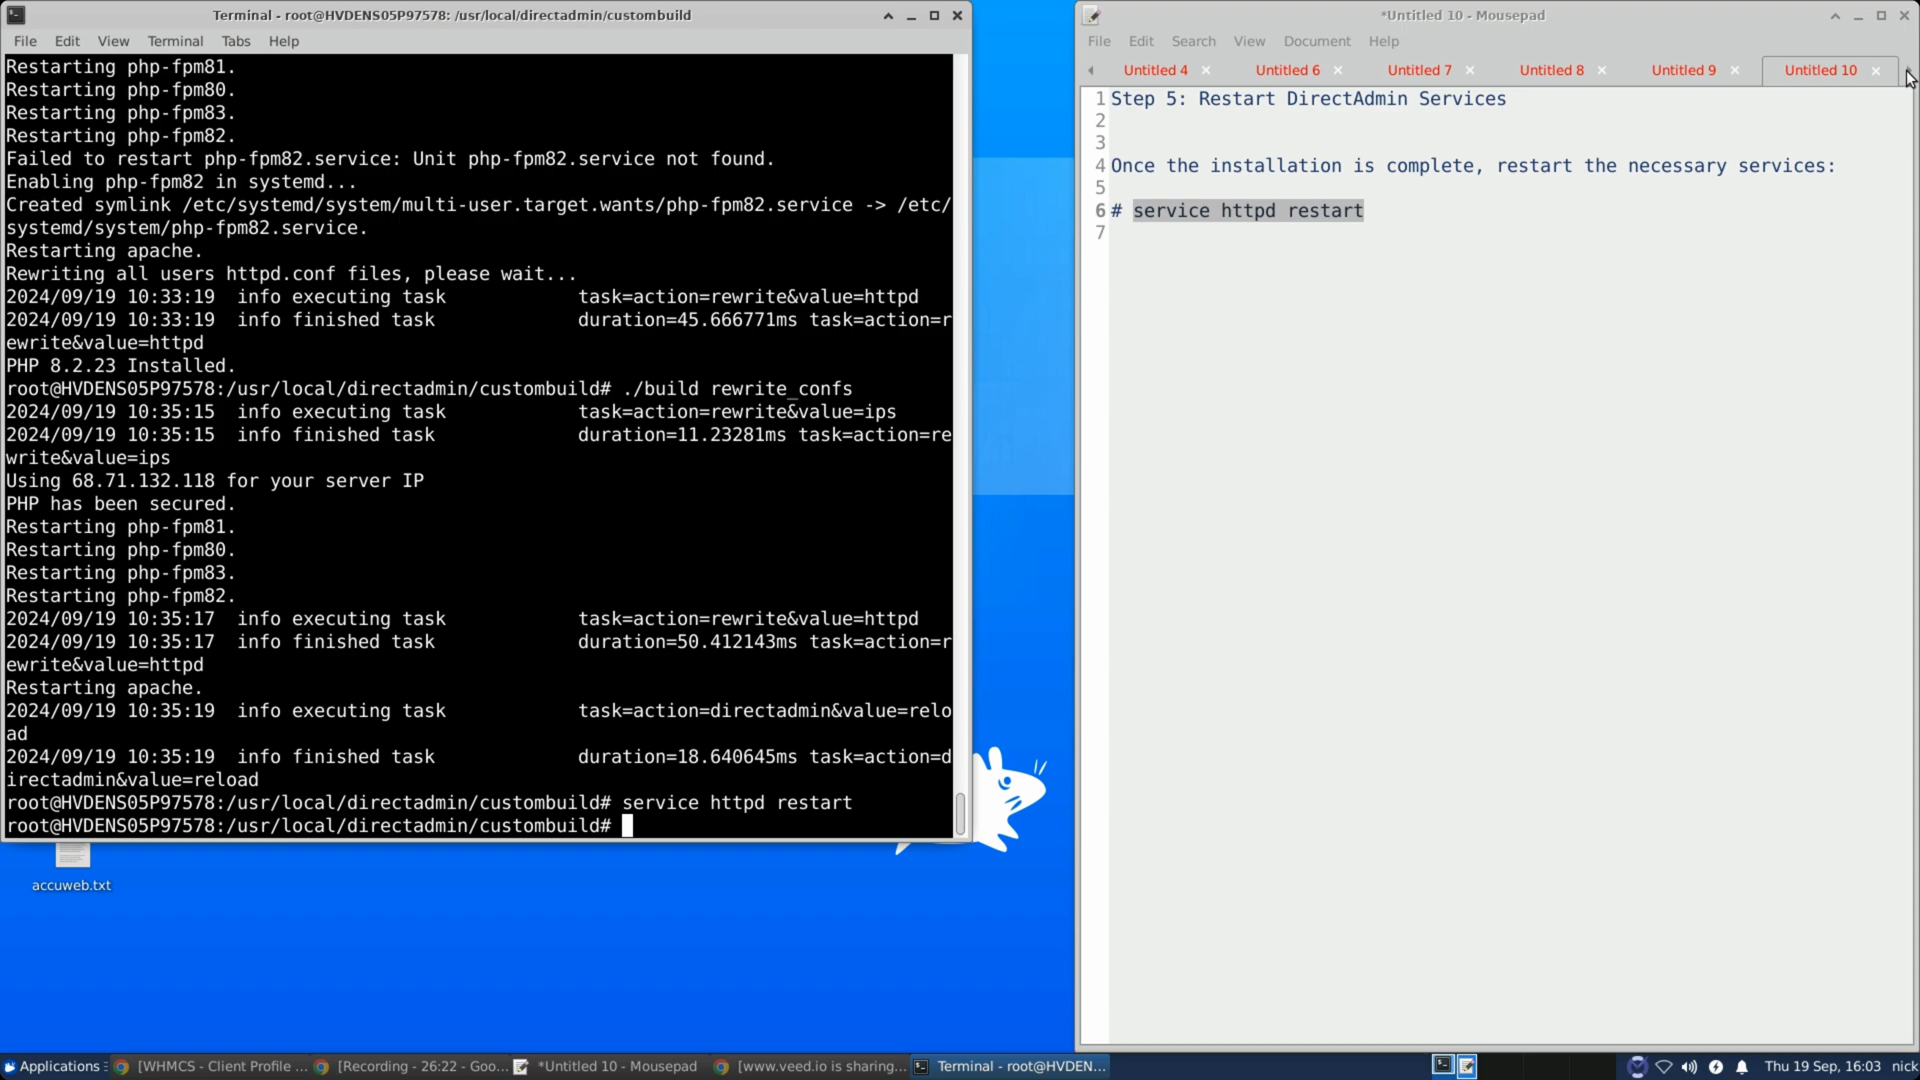 Terminal - root@HVDENS05P97578: /usr/local/directadmin/custombuild
File Edit View Terminal Tabs Help
Restarting php-fpm81.
Restarting php-fpm80.
Restarting php-fpm83.
Restarting php-fpm82.
Failed to restart php-fpm82.service: Unit php-fpm82.service not found.
Enabling php-fpm82 in systemd...
Created symlink /etc/systemd/system/multi-user.target.wants/php-fpm82.service -> /etc/
systemd/system/php-fpm82.service.
Restarting apache.
Rewriting all users httpd.conf files, please wait...
2024/09/19 10:33:19  info executing task            task=action=rewrite&value=httpd
2024/09/19 10:33:19  info finished task             duration=45.666771ms task=action=r
ewrite&value=httpd
PHP 8.2.23 Installed.
root@HVDENS05P97578:/usr/local/directadmin/custombuild# ./build rewrite_confs
2024/09/19 10:35:15  info executing task            task=action=rewrite&value=ips
2024/09/19 10:35:15  info finished task             duration=11.23281ms task=action=re
write&value=ips
Using 68.71.132.118 for your server IP
PHP has been secured.
Restarting php-fpm81.
Restarting php-fpm80.
Restarting php-fpm83.
Restarting php-fpm82.
2024/09/19 10:35:17  info executing task            task=action=rewrite&value=httpd
2024/09/19 10:35:17  info finished task             duration=50.412143ms task=action=r
ewrite&value=httpd
Restarting apache.
2024/09/19 10:35:19  info executing task            task=action=directadmin&value=relo
ad
2024/09/19 10:35:19  info finished task             duration=18.640645ms task=action=d
irectadmin&value=reload
root@HVDENS05P97578:/usr/local/directadmin/custombuild# service httpd restart
root@HVDENS05P97578:/usr/local/directadmin/custombuild#
accuweb.txt
*Untitled 10 - Mousepad
File Edit Search View Document Help
Untitled 4 Untitled 6 Untitled 7 Untitled 8 Untitled 9 Untitled 10
1 Step 5: Restart DirectAdmin Services
2
3
4 Once the installation is complete, restart the necessary services:
5
6 # service httpd restart
7
Applications [WHMCS - Client Profile ... [Recording - 26:22 - Goo... *Untitled 10 - Mousepad [www.veed.io is sharing... Terminal - root@HVDEN... Thu 19 Sep, 16:03 nick